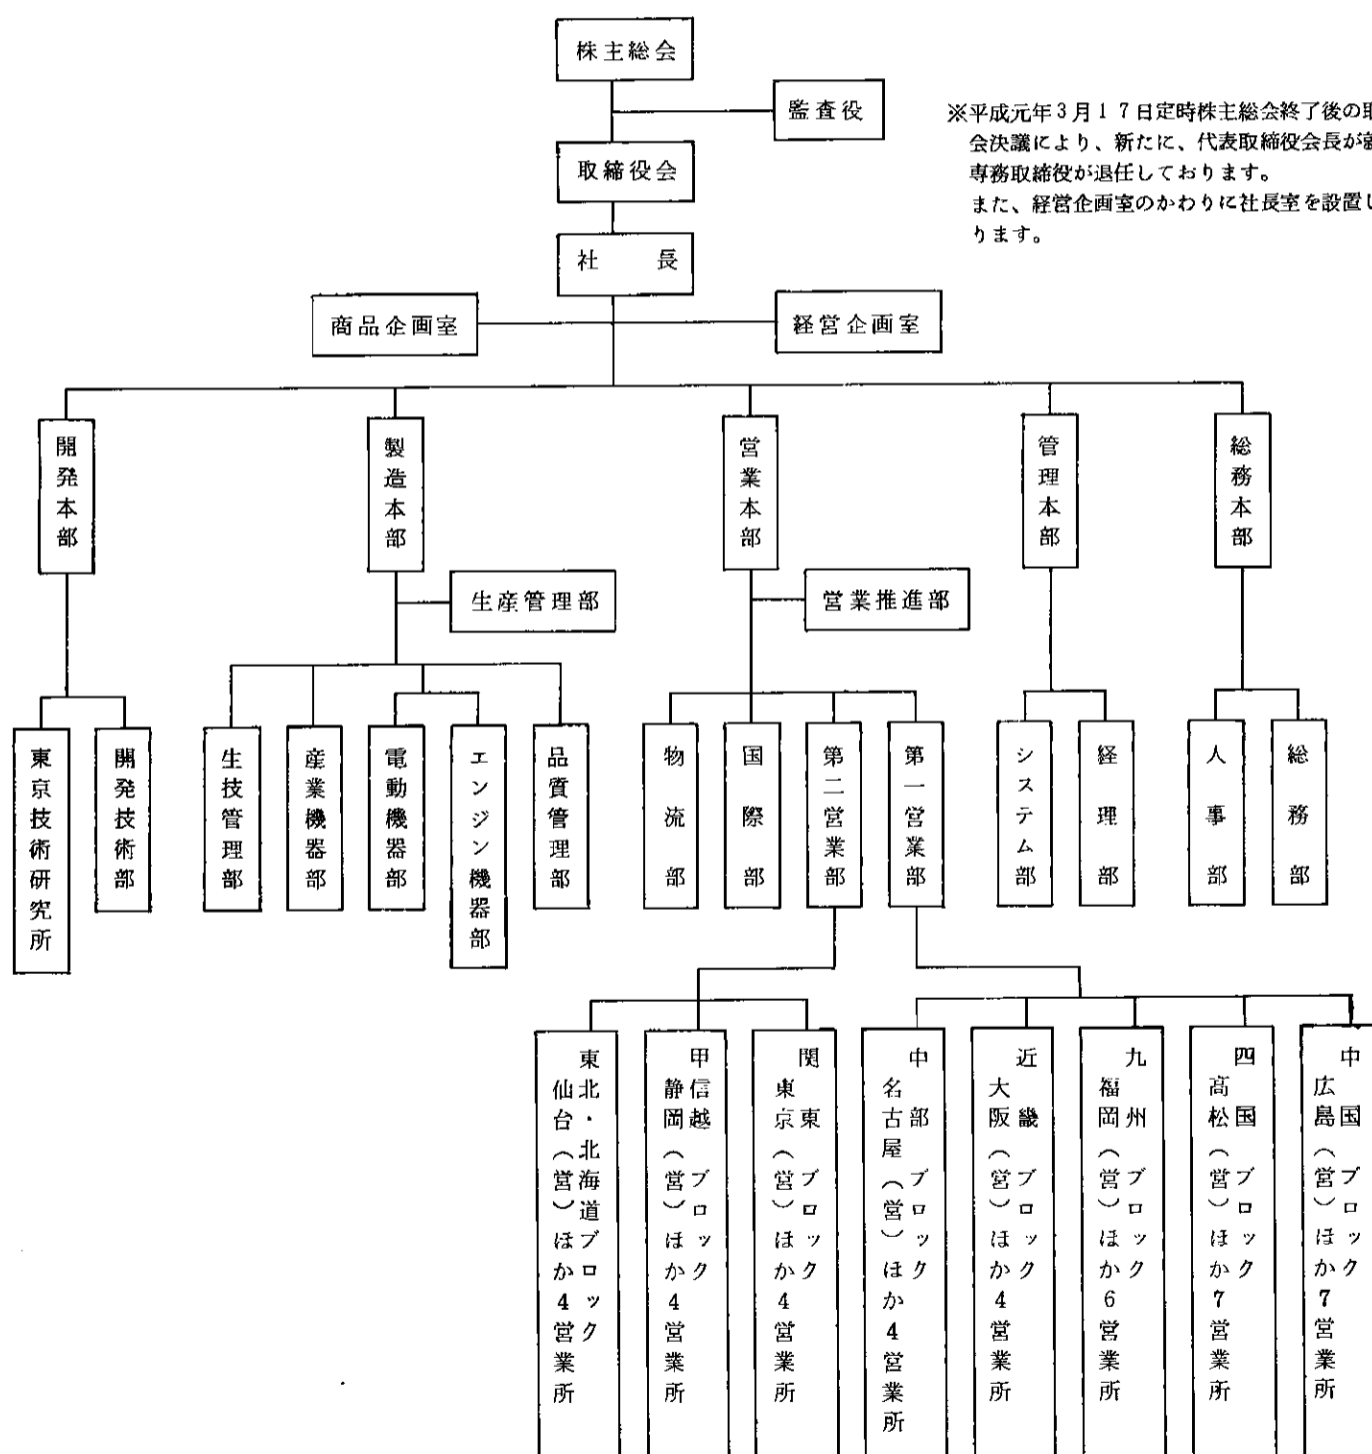 株主総会
監査役
※平成元年3月17日定時株主総会終了後の取
会決議により、新たに、代表取締役会長が
専務取締役が退任しております。
また、経営企画室のかわりに社長室を設置し
ります。
取締役会
社長
商品企画室
経営企画室
開発本部
製造本部
営業本部
管理本部
総務本部
生産管理部
営業推進部
東京技術研究所
開発技術部
生技管理部
産業機器部
電動機器部
エンジン機器部
品質管理部
物流部
国際部
第二営業部
第一営業部
システム部
経理部
人事部
総務部
東北・北海道ブロック
仙台(営)ほか4営業所
甲信越ブロック
静岡(営)ほか4営業所
関東ブロック
東京(営)ほか4営業所
中部ブロック
名古屋(営)ほか4営業所
近畿ブロック
大阪(営)ほか4営業所
九州ブロック
福岡(営)ほか6営業所
四国ブロック
高松(営)ほか7営業所
中国ブロック
広島(営)ほか7営業所